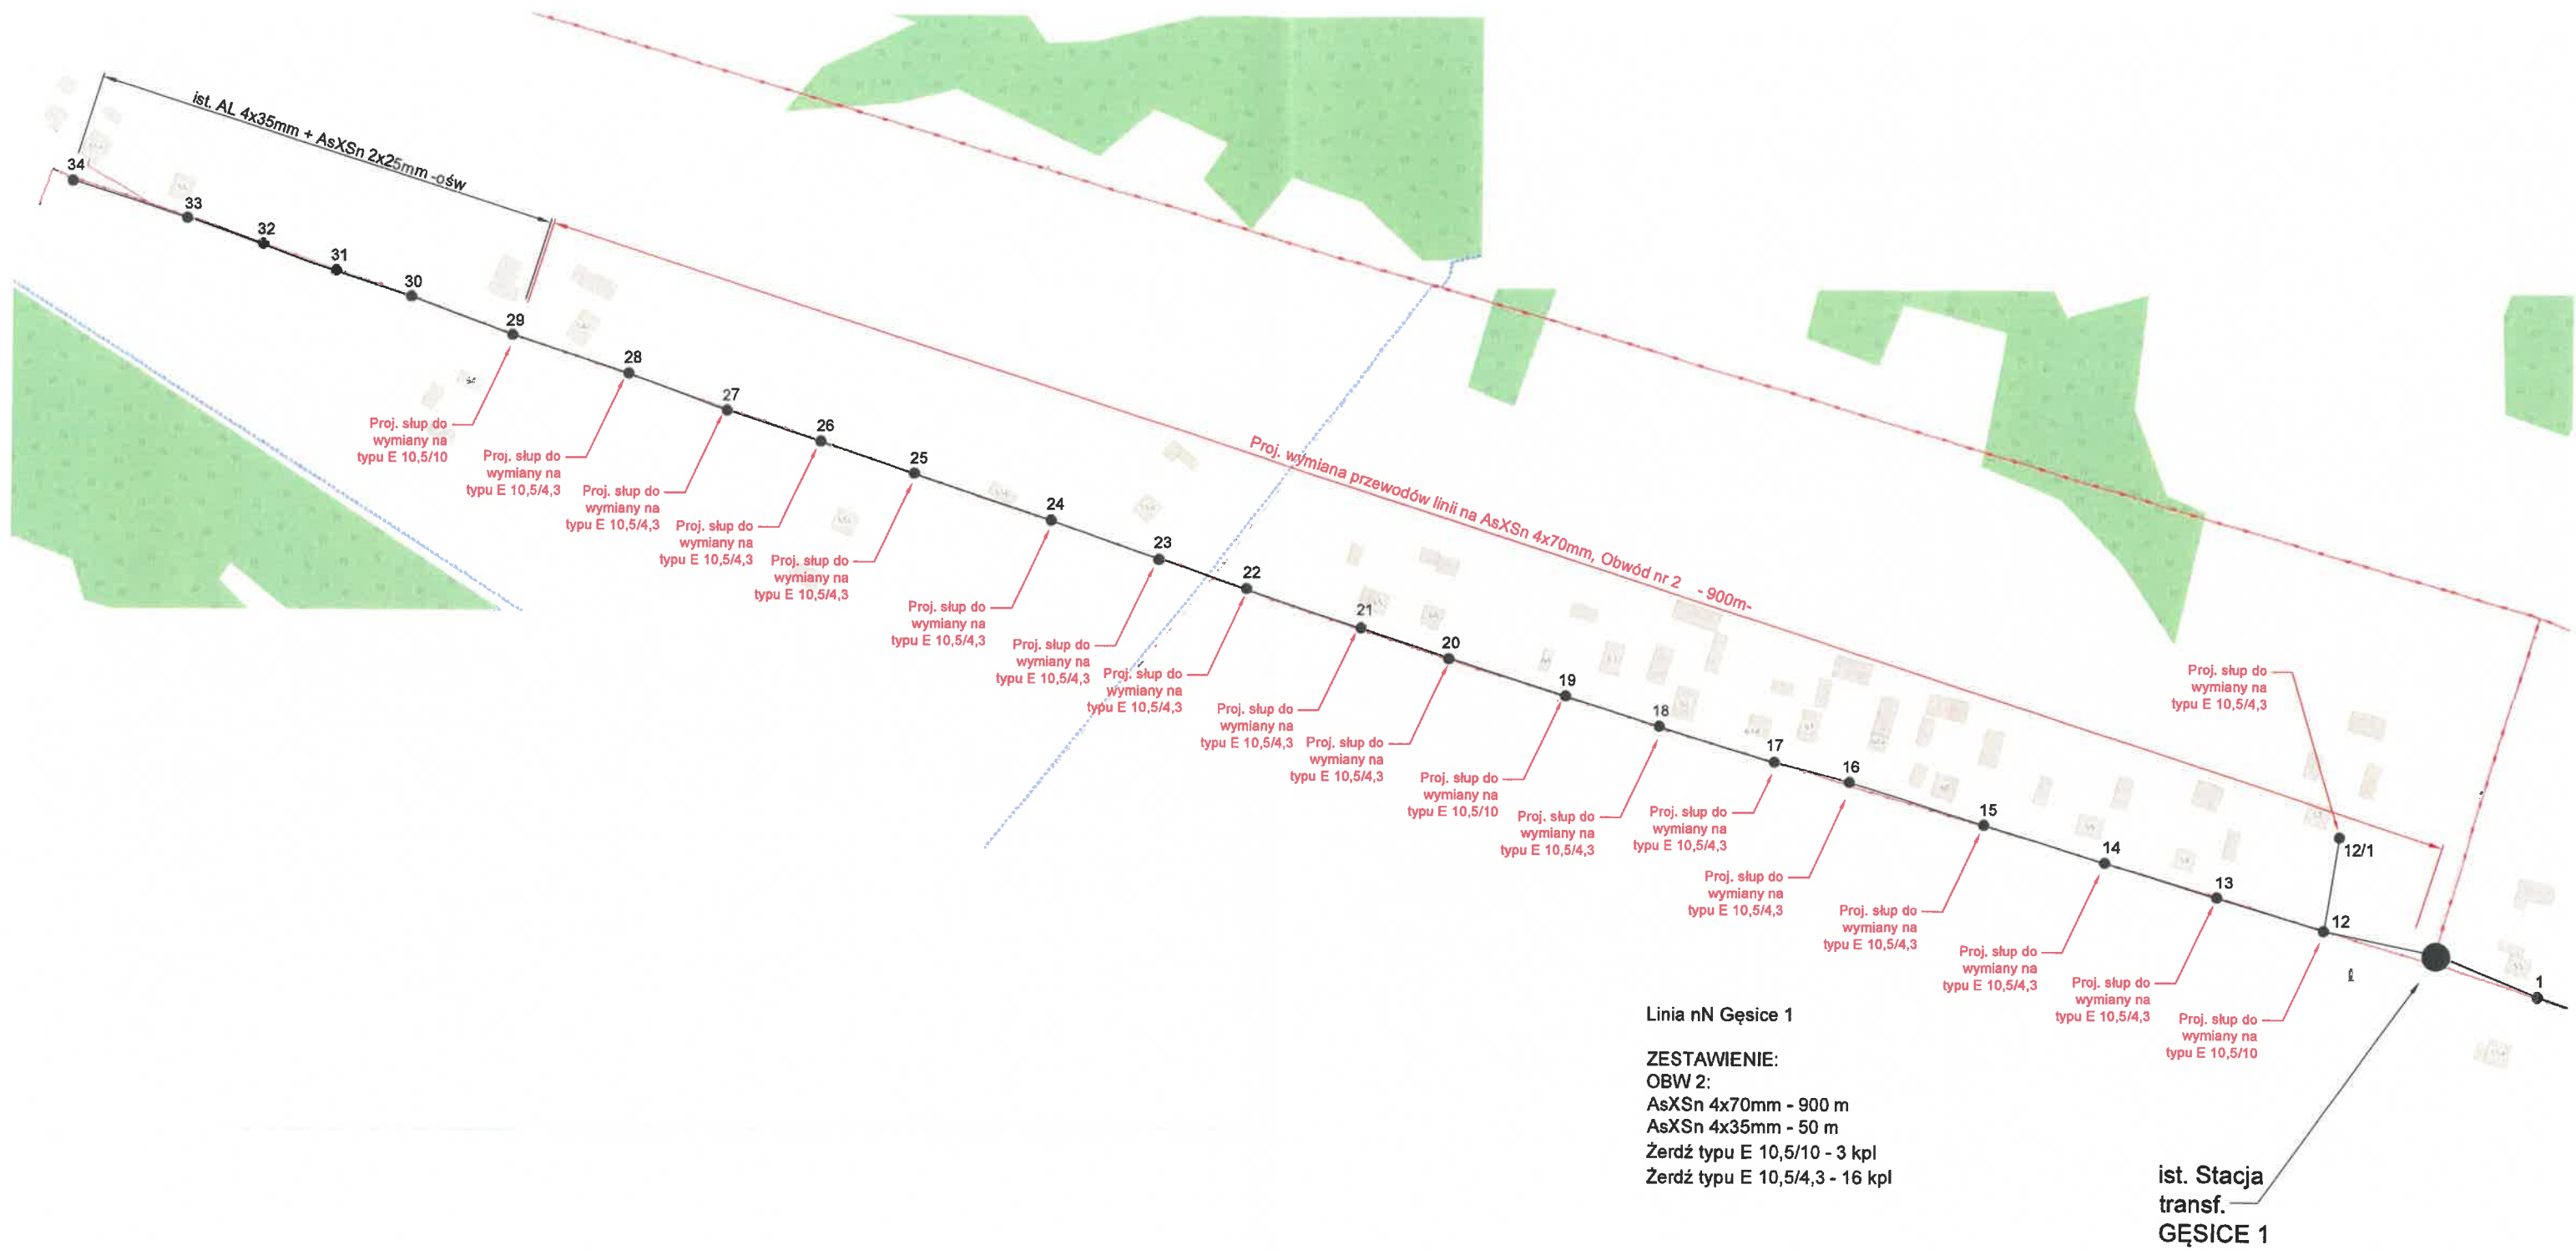 ist. AL 4x35mm + AsXSn 2x25mm -ośw
34
33
32
31
30
29
28
27
26
25
24
23
22
21
20
19
18
17
16
15
14
13
12
12/1
1
Proj. wymiana przewodów linii na AsXSn 4x70mm, Obwód nr 2 - 900m-
Proj. słup do
wymiany na
typu E 10,5/10
Proj. słup do
wymiany na
typu E 10,5/4,3
Proj. słup do
wymiany na
typu E 10,5/4,3
Proj. słup do
wymiany na
typu E 10,5/4,3
Proj. słup do
wymiany na
typu E 10,5/4,3
Proj. słup do
wymiany na
typu E 10,5/4,3
Proj. słup do
wymiany na
typu E 10,5/4,3
Proj. słup do
wymiany na
typu E 10,5/4,3
Proj. słup do
wymiany na
typu E 10,5/4,3
Proj. słup do
wymiany na
typu E 10,5/4,3
Proj. słup do
wymiany na
typu E 10,5/10
Proj. słup do
wymiany na
typu E 10,5/4,3
Proj. słup do
wymiany na
typu E 10,5/4,3
Proj. słup do
wymiany na
typu E 10,5/4,3
Proj. słup do
wymiany na
typu E 10,5/4,3
Proj. słup do
wymiany na
typu E 10,5/4,3
Proj. słup do
wymiany na
typu E 10,5/4,3
Proj. słup do
wymiany na
typu E 10,5/10
Proj. słup do
wymiany na
typu E 10,5/4,3
Linia nN Gęsice 1
ZESTAWIENIE:
OBW 2:
AsXSn 4x70mm - 900 m
AsXSn 4x35mm - 50 m
Żerdź typu E 10,5/10 - 3 kpl
Żerdź typu E 10,5/4,3 - 16 kpl
ist. Stacja
transf.
GĘSICE 1